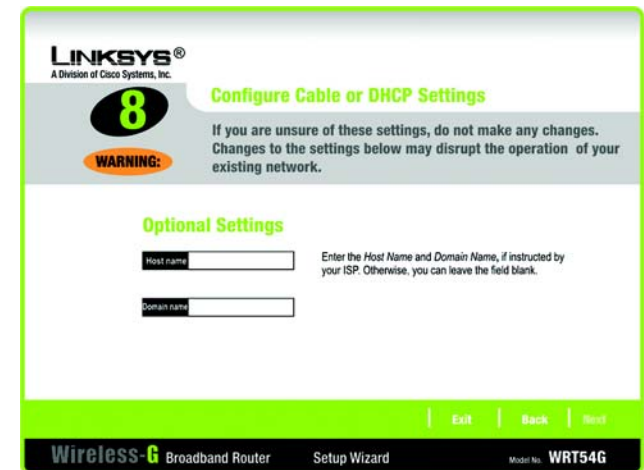 LINKSYS®
A Division of Cisco Systems, Inc.
8
Configure Cable or DHCP Settings
WARNING:
If you are unsure of these settings, do not make any changes.
Changes to the settings below may disrupt the operation of your
existing network.
Optional Settings
Host name
Enter the Host Name and Domain Name, if instructed by
your ISP. Otherwise, you can leave the field blank.
Domain name
Exit
Back
Next
Wireless-G Broadband Router
Setup Wizard
Model No. WRT54G